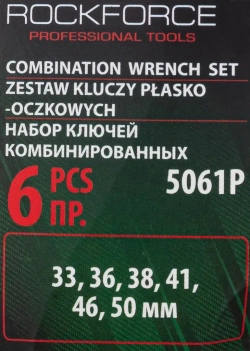 ROCKFORCE
PROFESSIONAL TOOLS
COMBINATION WRENCH SET
ZESTAW KLUCZY PŁASKO
-OCZKOWYCH
НАБОР КЛЮЧЕЙ
КОМБИНИРОВАННЫХ
6 PCS ПР. 5061P
33, 36, 38, 41,
46, 50 мм